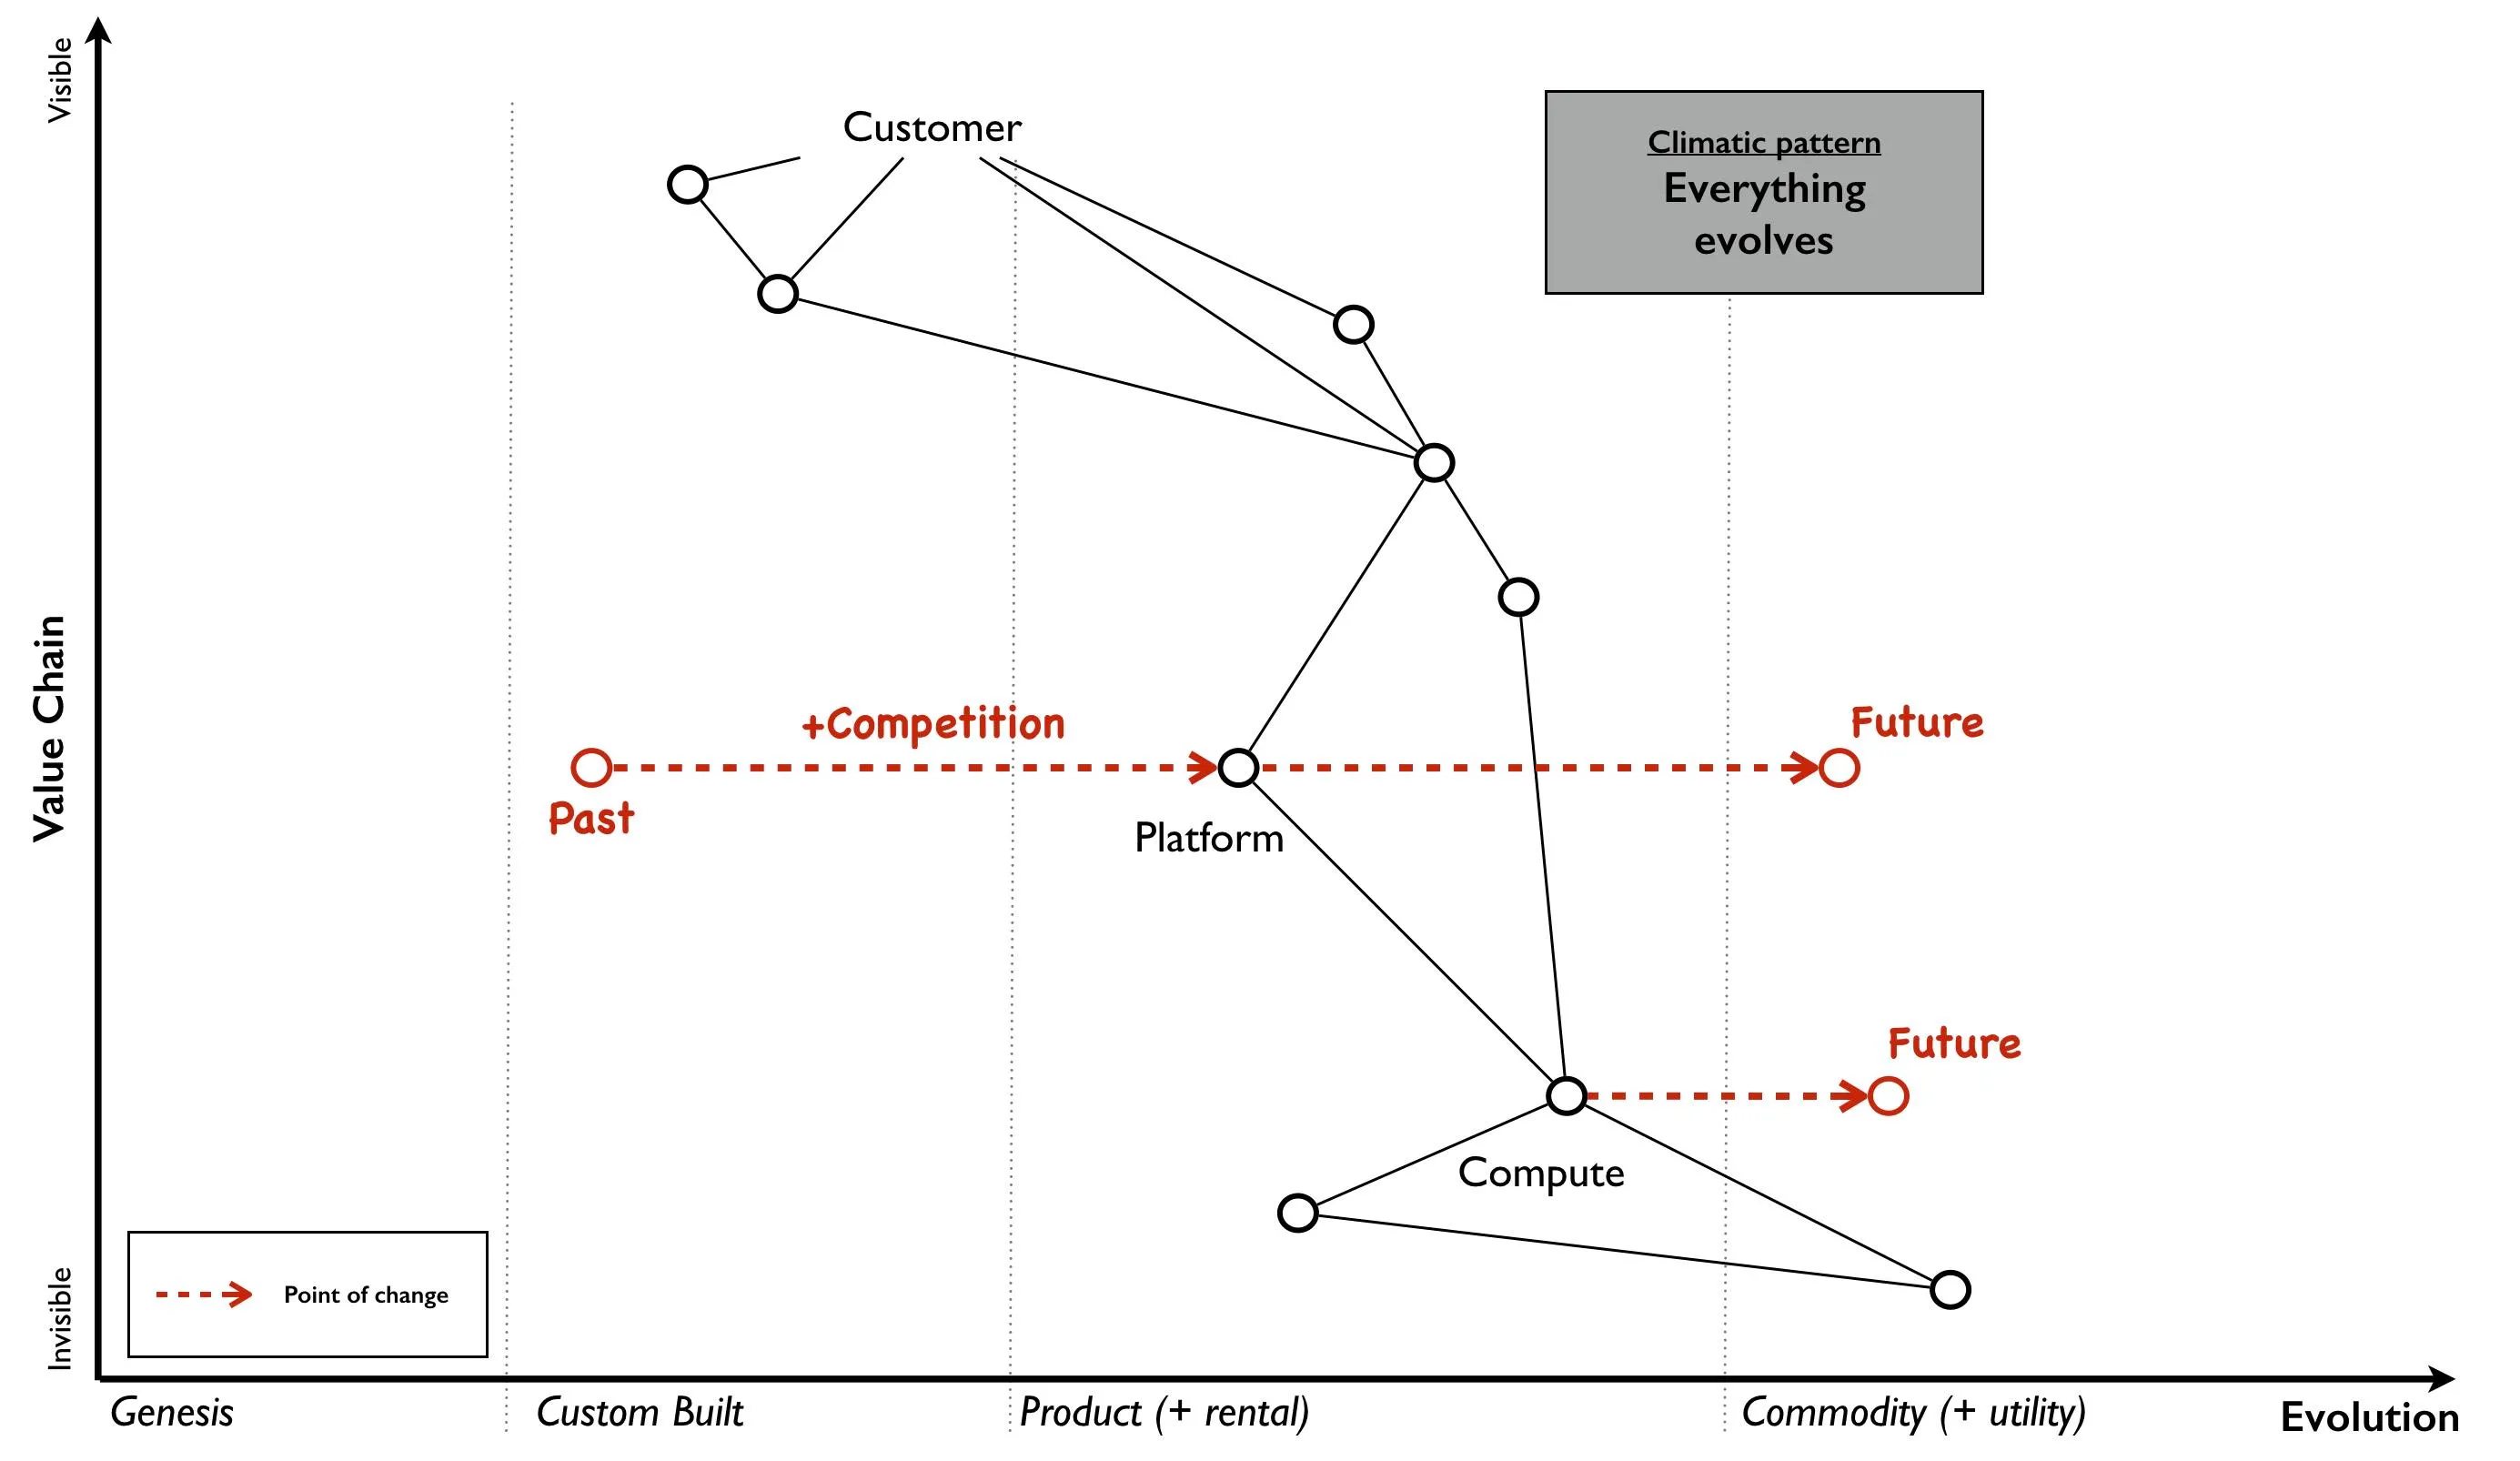 Visible
Customer
Climatic pattern
Everything
evolves
Value Chain
+Competition
Future
Past
Platform
Future
Compute
Point of change
Invisible
Genesis
Custom Built
Product (+ rental)
Commodity (+ utility)
Evolution